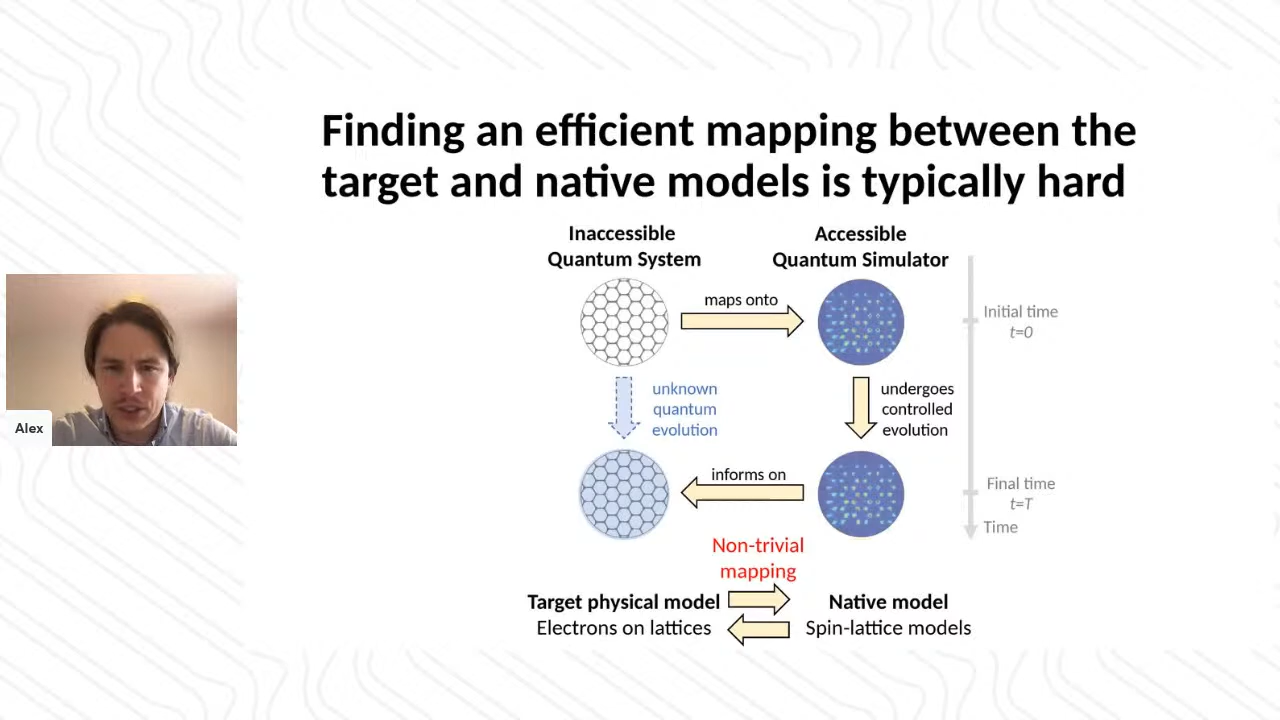 Finding an efficient mapping between the
target and native models is typically hard
Inaccessible
Quantum System
Accessible
Quantum Simulator
maps onto
Initial time
t=0
unknown
quantum
evolution
undergoes
controlled
evolution
Alex
informs on
Final time
t=T
Time
Non-trivial
mapping
Target physical model
Native model
Electrons on lattices
Spin-lattice models